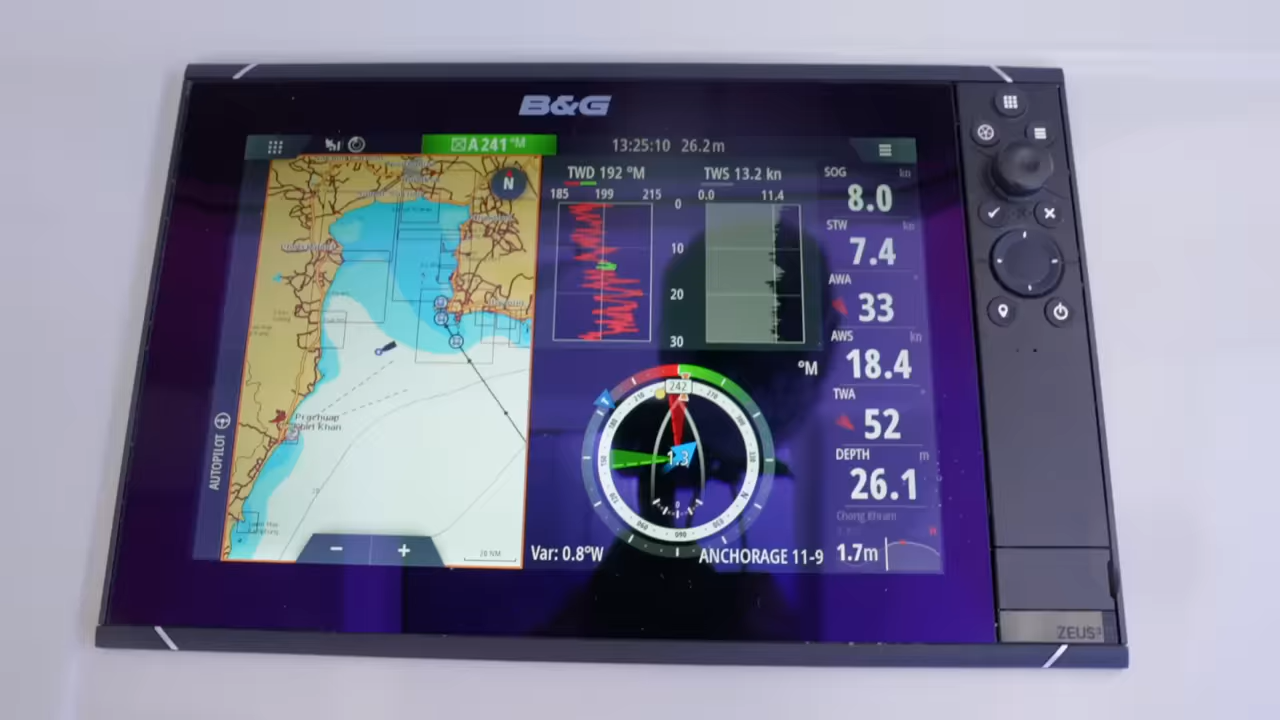 B&G
A 241 °M
13:25:10 26.2m
N
TWD 192 °M
185 199 215
TWS 13.2 kn
0.0 11.4
0
10
20
30
SOG kn
8.0
STW kn
7.4
AWA °
33
AWS kn
18.4
TWA °
52
DEPTH m
26.1
1.7m
°M
242
1.3
Var: 0.8°W
ANCHORAGE 11-9
AUTOPILOT
Prachuap
Khiri Khan
20 NM
ZEUS³